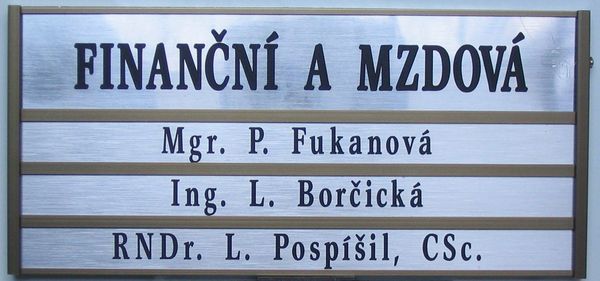 FINANČNÍ A MZDOVÁ
Mgr. P. Fukanová
Ing. L. Borčická
RNDr. L. Pospíšil, CSc.